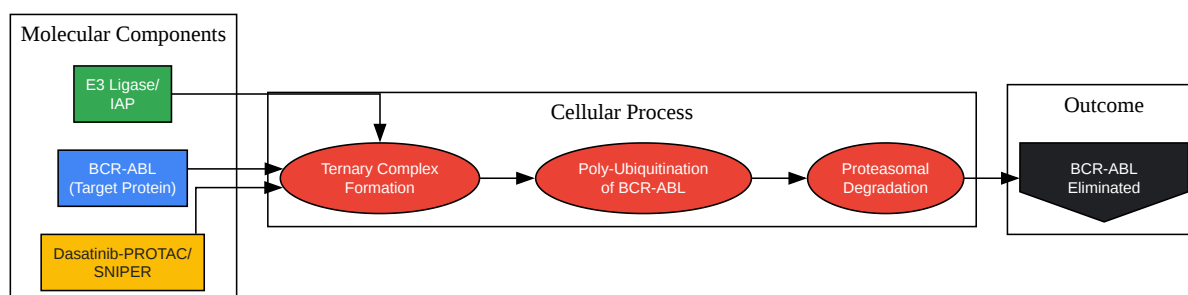 Molecular Components
E3 Ligase/
IAP
BCR-ABL
(Target Protein)
Dasatinib-PROTAC/
SNIPER
Cellular Process
Ternary Complex
Formation
Poly-Ubiquitination
of BCR-ABL
Proteasomal
Degradation
Outcome
BCR-ABL
Eliminated